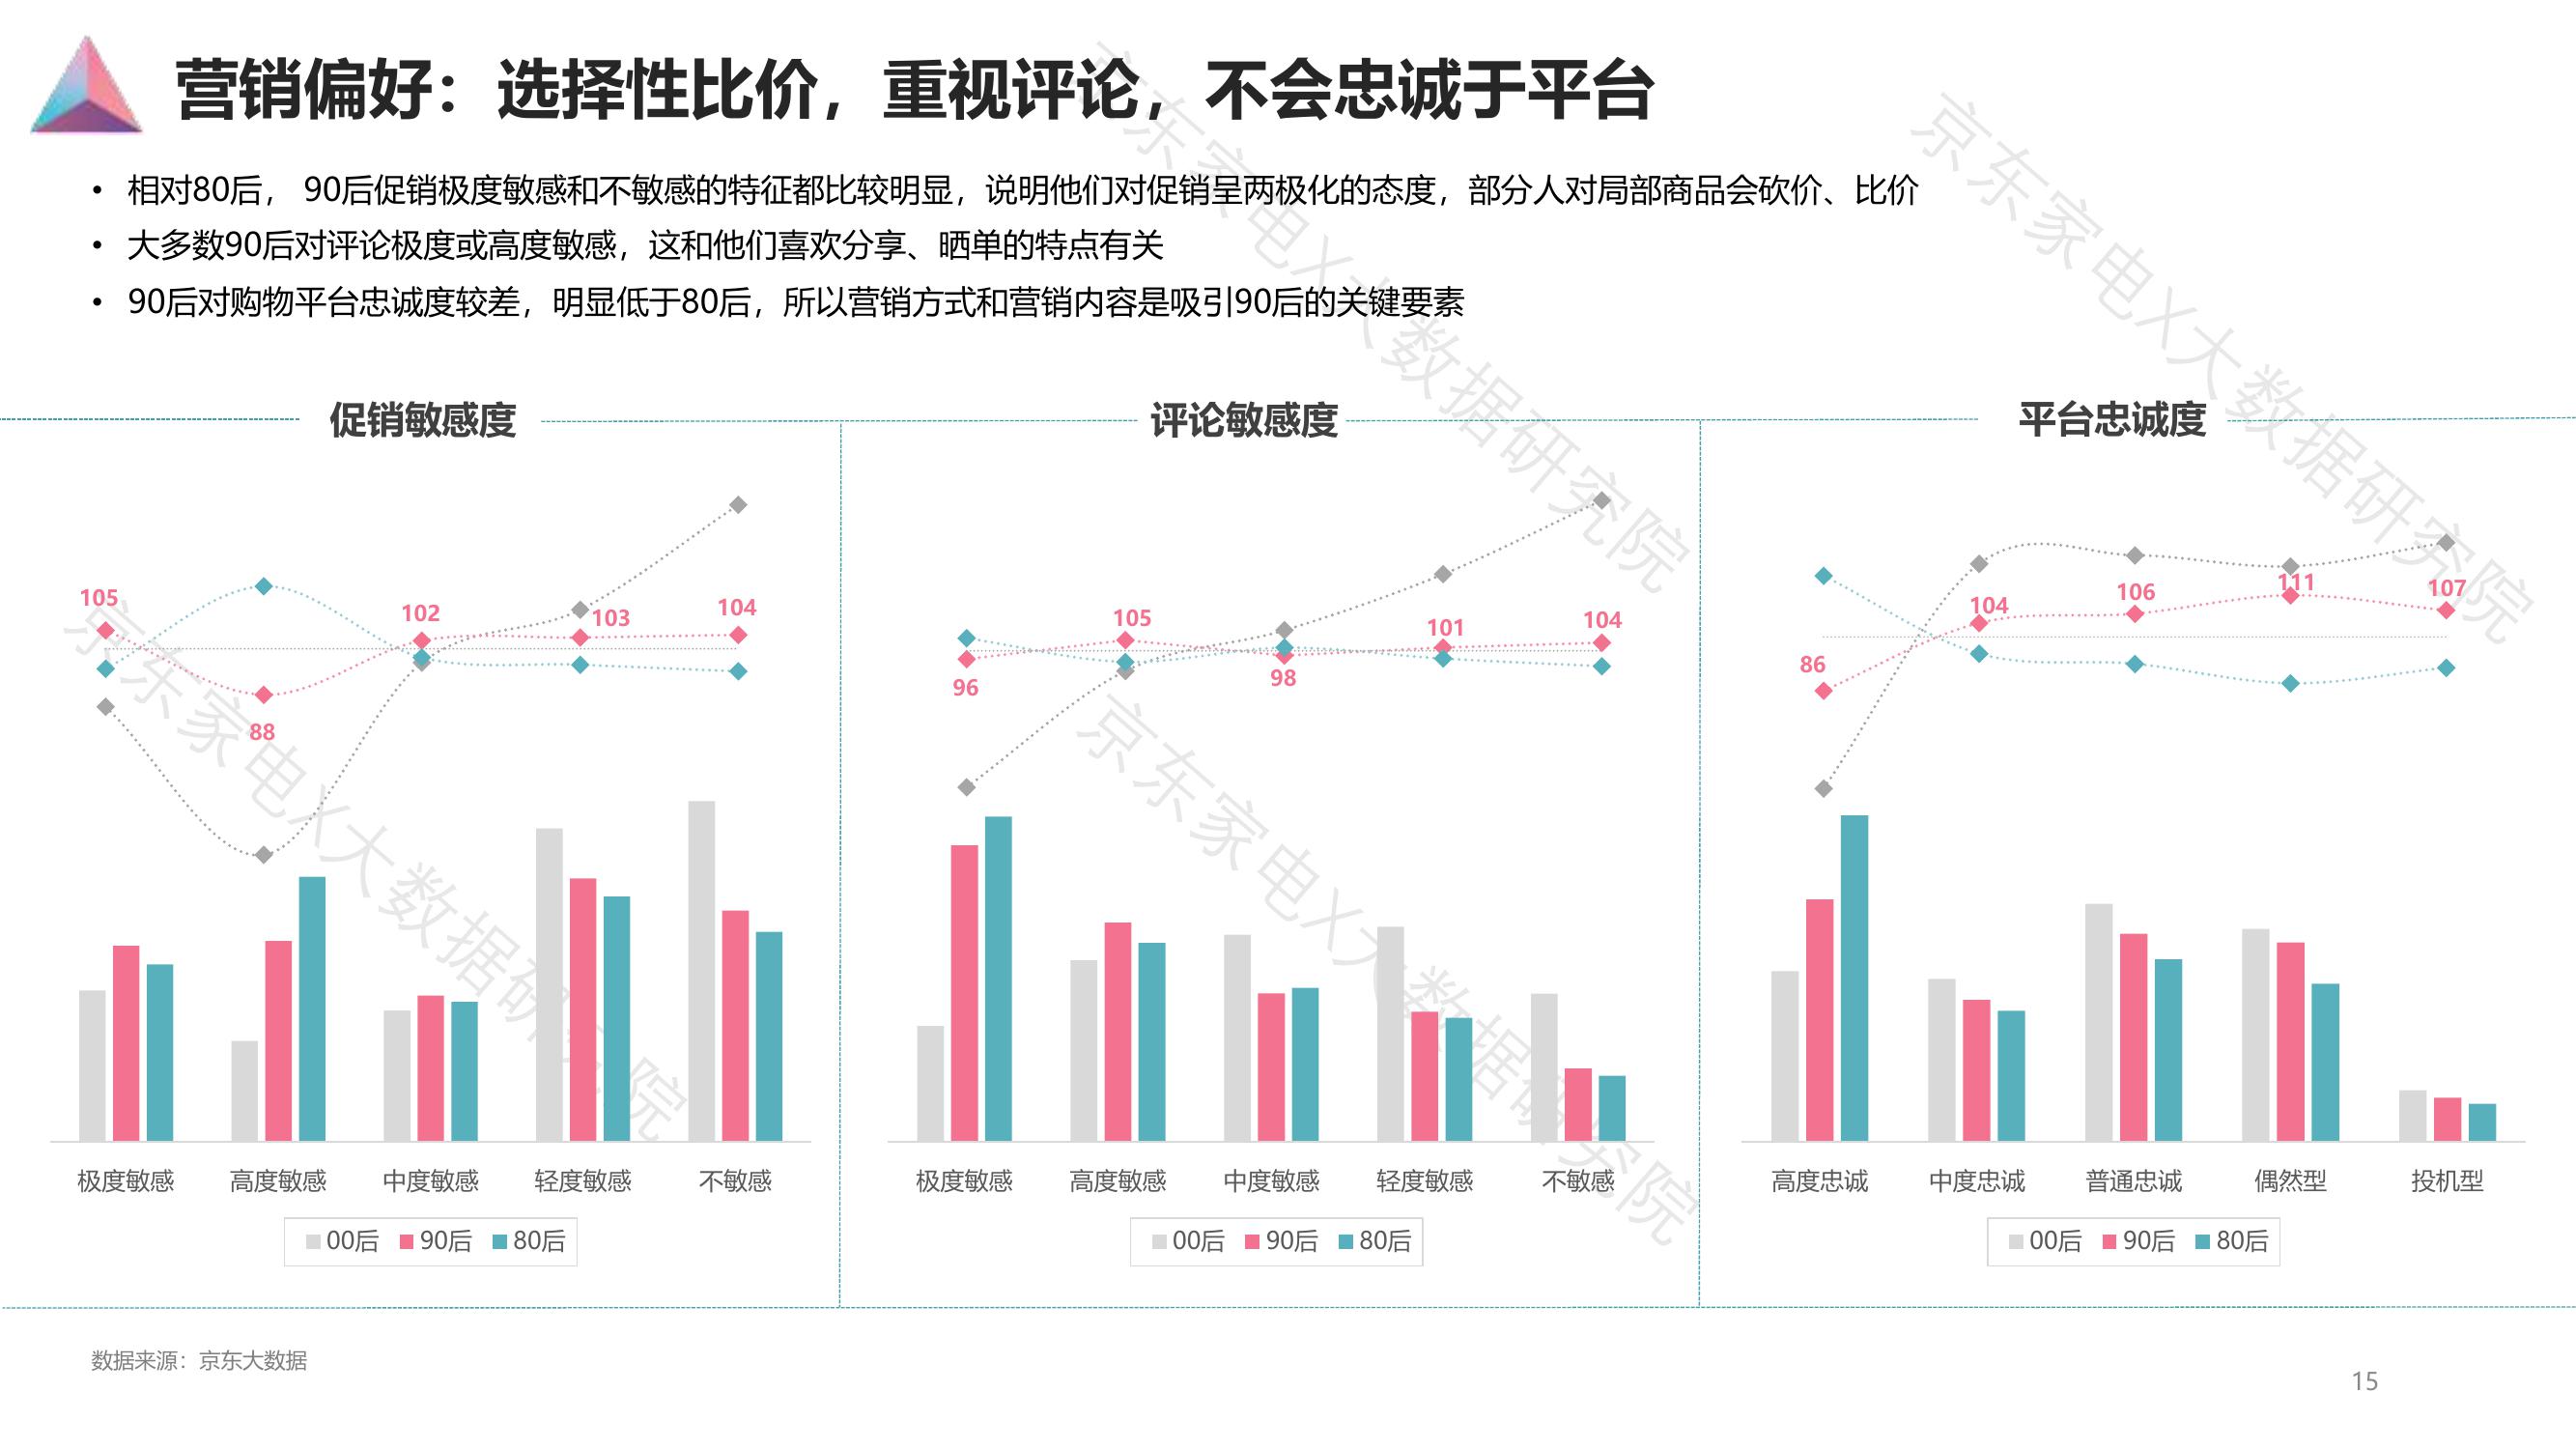 营销偏好：选择性比价，重视评论，不会忠诚于平台
• 相对80后， 90后促销极度敏感和不敏感的特征都比较明显，说明他们对促销呈两极化的态度，部分人对局部商品会砍价、比价
• 大多数90后对评论极度或高度敏感，这和他们喜欢分享、晒单的特点有关
• 90后对购物平台忠诚度较差，明显低于80后，所以营销方式和营销内容是吸引90后的关键要素
促销敏感度
105
88
102
103
104
极度敏感 高度敏感 中度敏感 轻度敏感 不敏感
00后 90后 80后
评论敏感度
96
105
98
101
104
极度敏感 高度敏感 中度敏感 轻度敏感 不敏感
00后 90后 80后
平台忠诚度
86
104
106
111
107
高度忠诚 中度忠诚 普通忠诚 偶然型 投机型
00后 90后 80后
数据来源：京东大数据
15
京东家电X大数据研究院
京东家电X大数据研究院
京东家电X大数据研究院
京东家电X大数据研究院